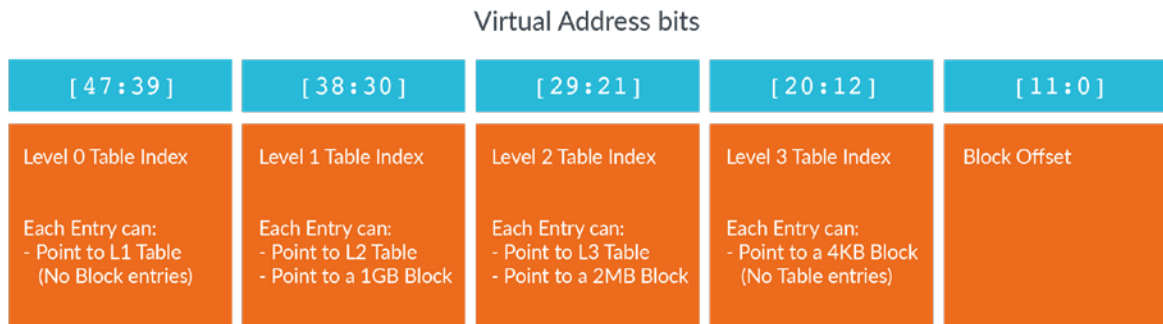 Virtual Address bits
[47:39]
[38:30]
[29:21]
[20:12]
[11:0]
Level 0 Table Index
Each Entry can:
- Point to L1 Table
(No Block entries)
Level 1 Table Index
Each Entry can:
- Point to L2 Table
- Point to a 1GB Block
Level 2 Table Index
Each Entry can:
- Point to L3 Table
- Point to a 2MB Block
Level 3 Table Index
Each Entry can:
- Point to a 4KB Block
(No Table entries)
Block Offset